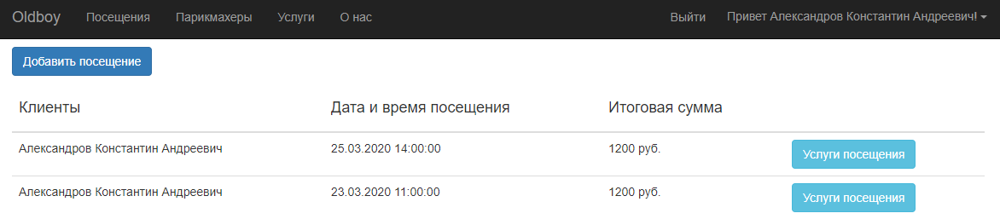 Oldboy Посещения Парикмахеры Услуги О нас Выйти Привет Александров Константин Андреевич!
Добавить посещение
Клиенты Дата и время посещения Итоговая сумма
Александров Константин Андреевич 25.03.2020 14:00:00 1200 руб. Услуги посещения
Александров Константин Андреевич 23.03.2020 11:00:00 1200 руб. Услуги посещения